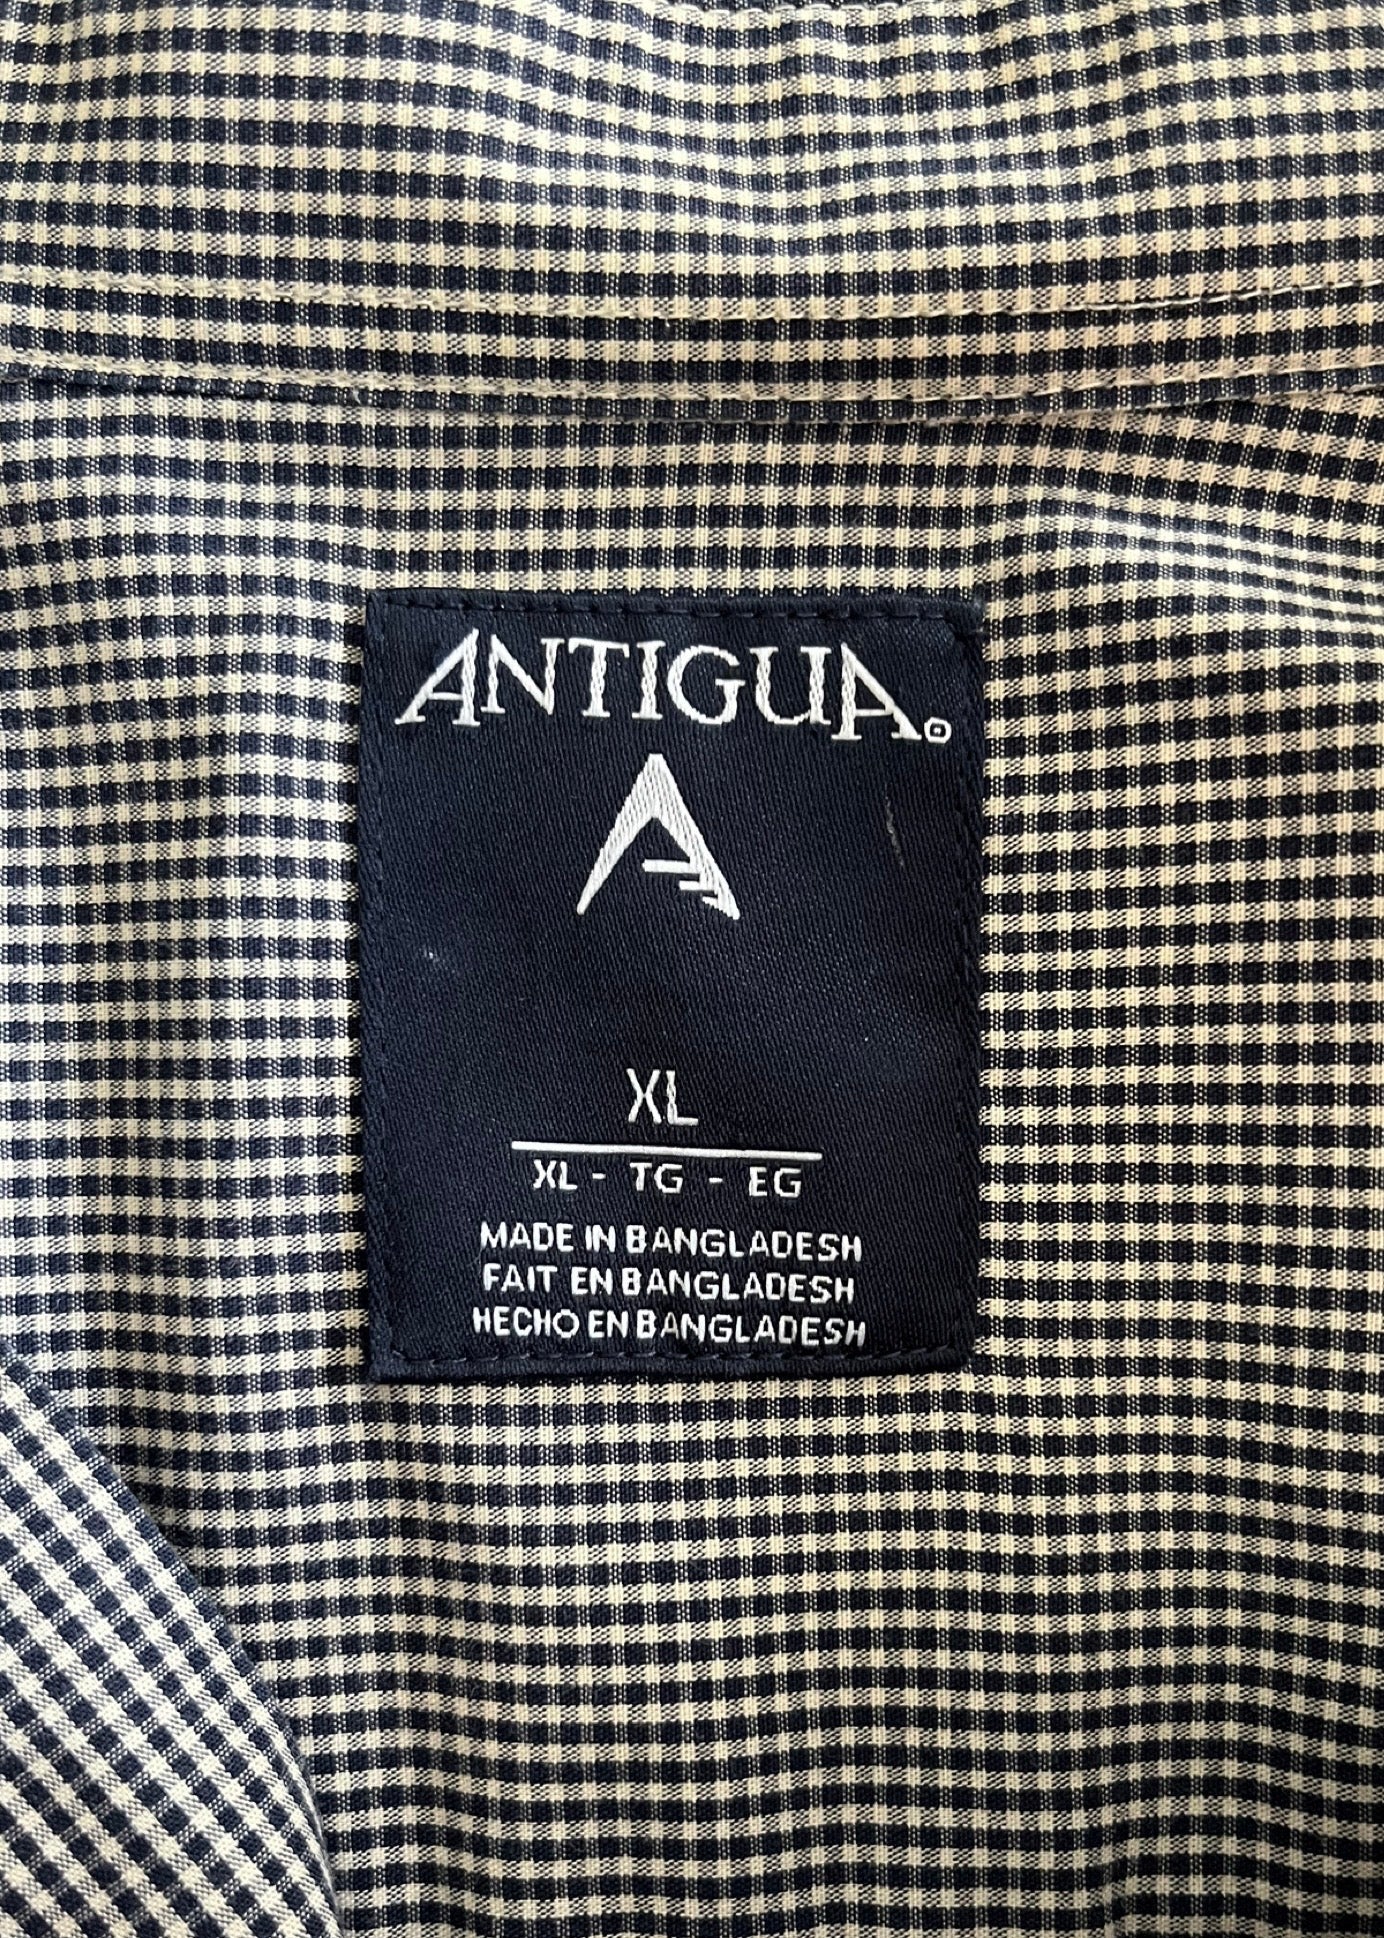 ANTIGUA®
XL
XL - TG - EG
MADE IN BANGLADESH
FAIT EN BANGLADESH
HECHO EN BANGLADESH